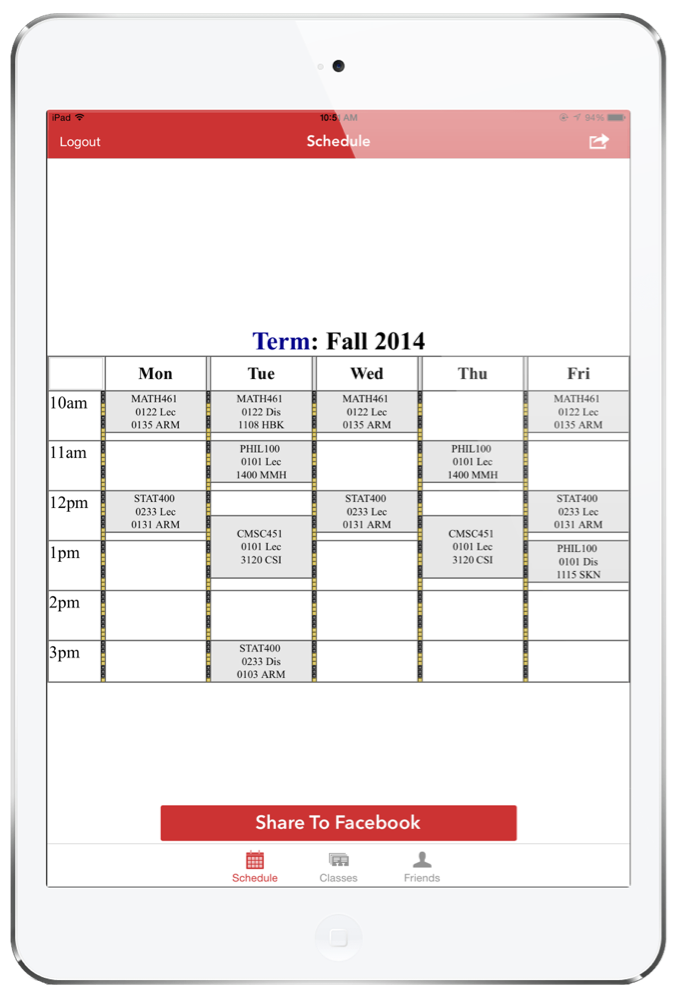 iPad 10:51 AM 94%
Logout Schedule
Term: Fall 2014
Mon Tue Wed Thu Fri
10am
MATH461
0122 Lec
0135 ARM
MATH461
0122 Dis
1108 HBK
MATH461
0122 Lec
0135 ARM
MATH461
0122 Lec
0135 ARM
11am
PHIL100
0101 Lec
1400 MMH
PHIL100
0101 Lec
1400 MMH
12pm
STAT400
0233 Lec
0131 ARM
STAT400
0233 Lec
0131 ARM
STAT400
0233 Lec
0131 ARM
CMSC451
0101 Lec
3120 CSI
CMSC451
0101 Lec
3120 CSI
1pm
PHIL100
0101 Dis
1115 SKN
2pm
3pm
STAT400
0233 Dis
0103 ARM
Share To Facebook
Schedule Classes Friends